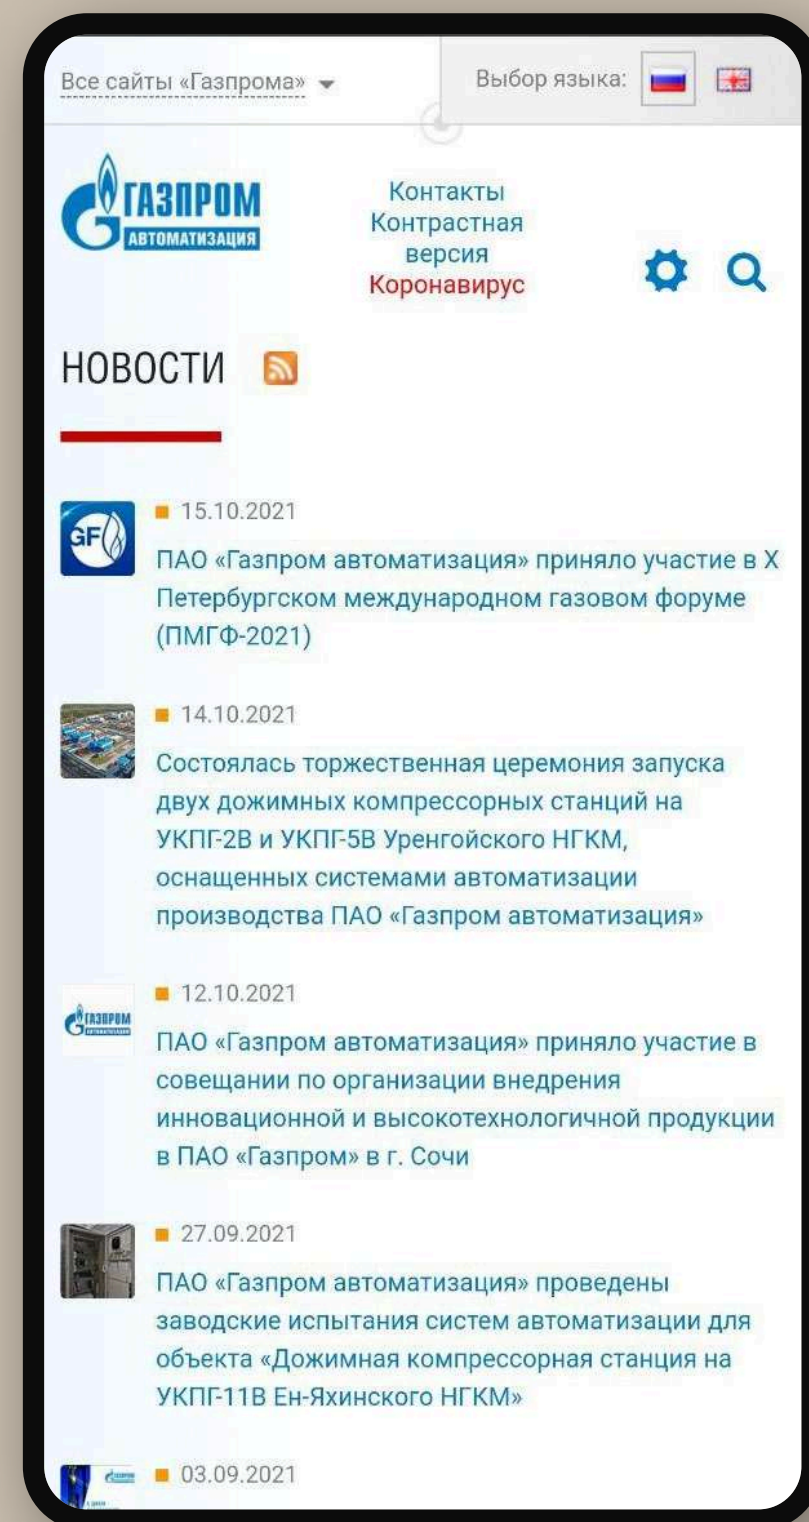 Все сайты «Газпрома»
Выбор языка:
ГАЗПРОМ
АВТОМАТИЗАЦИЯ
Контакты
Контрастная
версия
Коронавирус
НОВОСТИ
GF
15.10.2021
ПАО «Газпром автоматизация» приняло участие в X
Петербургском международном газовом форуме
(ПМГФ-2021)
14.10.2021
Состоялась торжественная церемония запуска
двух дожимных компрессорных станций на
УКПГ-2В и УКПГ-5В Уренгойского НГКМ,
оснащенных системами автоматизации
производства ПАО «Газпром автоматизация»
ГАЗПРОМ
АВТОМАТИЗАЦИЯ
12.10.2021
ПАО «Газпром автоматизация» приняло участие в
совещании по организации внедрения
инновационной и высокотехнологичной продукции
в ПАО «Газпром» в г. Сочи
27.09.2021
ПАО «Газпром автоматизация» проведены
заводские испытания систем автоматизации для
объекта «Дожимная компрессорная станция на
УКПГ-11В Ен-Яхинского НГКМ»
03.09.2021